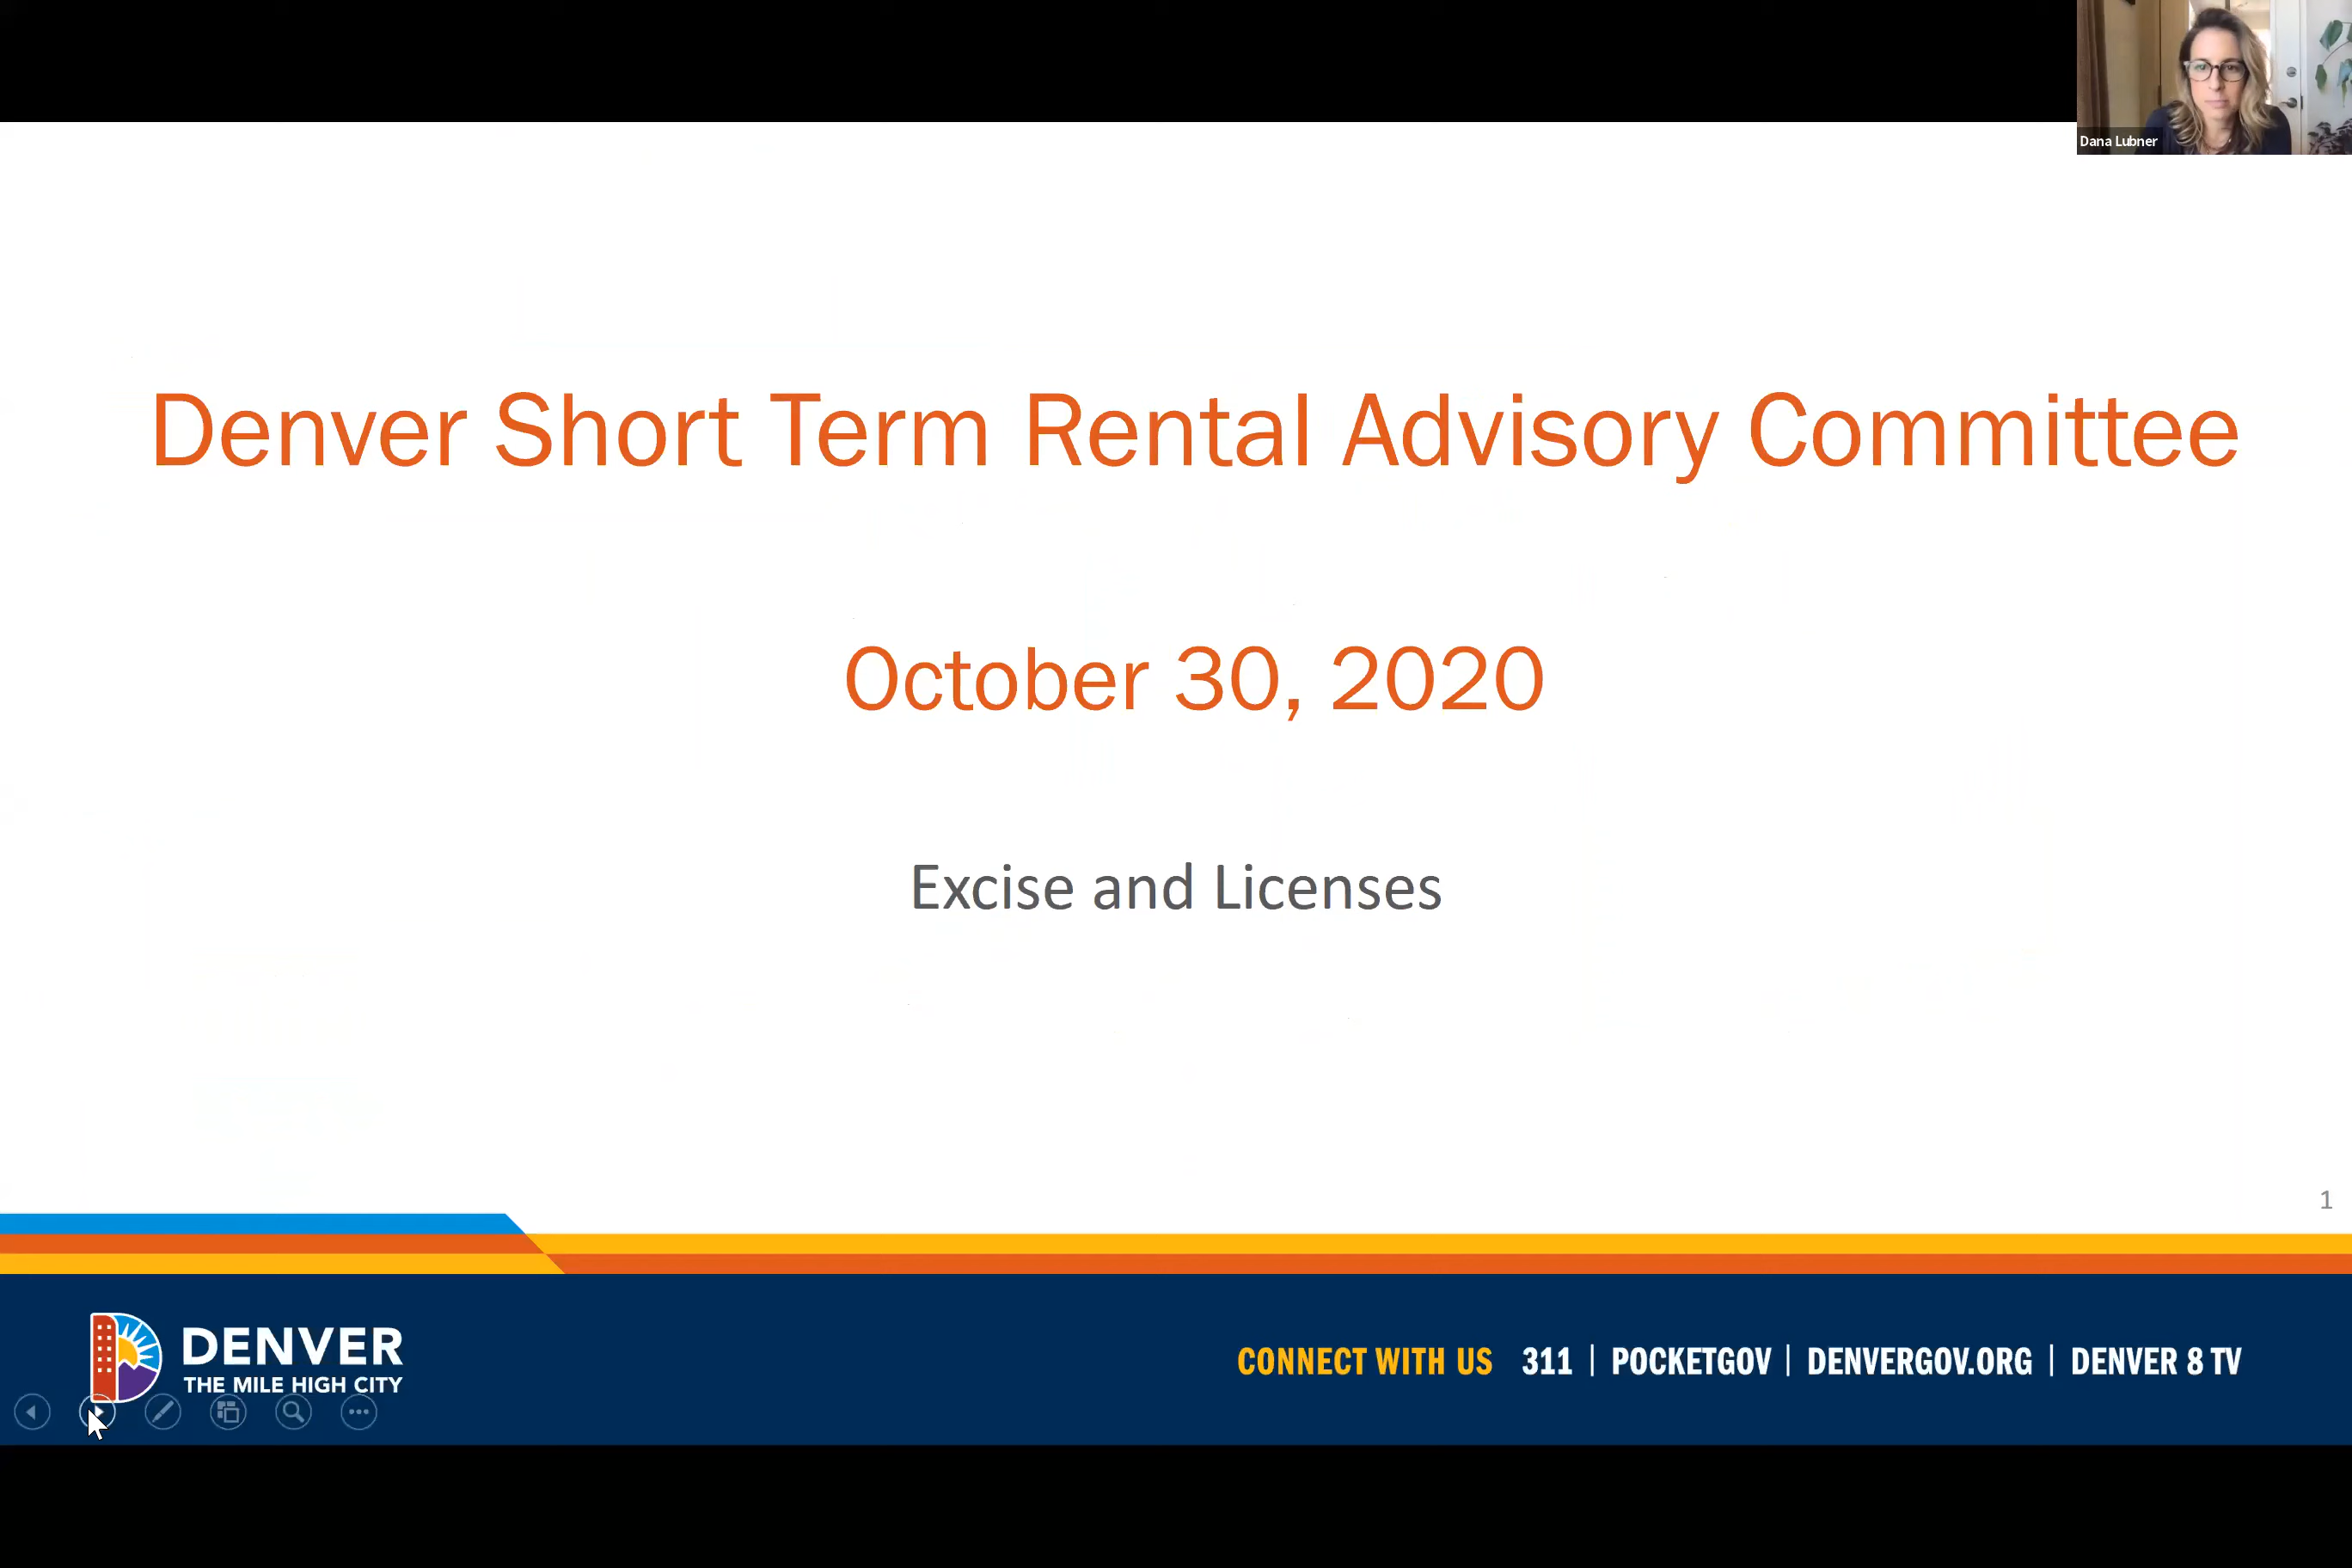 Dana Lubner
Denver Short Term Rental Advisory Committee
October 30, 2020
Excise and Licenses
1
DENVER
THE MILE HIGH CITY
CONNECT WITH US 311 | POCKETGOV | DENVERGOV.ORG | DENVER 8 TV